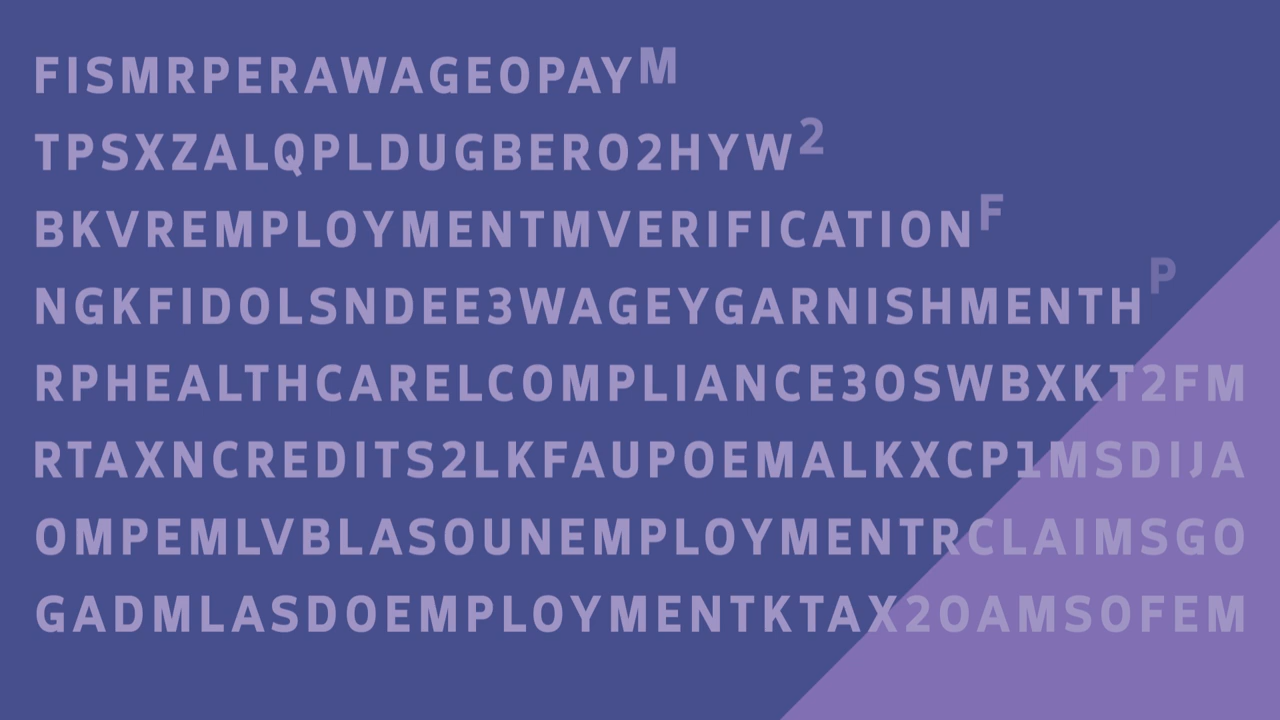 FISMRPERAWAGEOPAYM
TPSXZALQPLDUGBERO2HYW2
BKVREMPLOYMENTMVERIFICATIONF
NGKFIDOLSNDEE3WAGEYGARNISHMENTHP
RPHEALTHCARELCOMPLIANCE3OSWBXKT2FM
RTAXNCREDITS2LKFAUPOEMALKXCP1MSDIJA
OMPEMLVBLASOUNEMPLOYMENTRCLAIMSGO
GADMLASDOEMPLOYMENTKTAX2OAMSOFEM